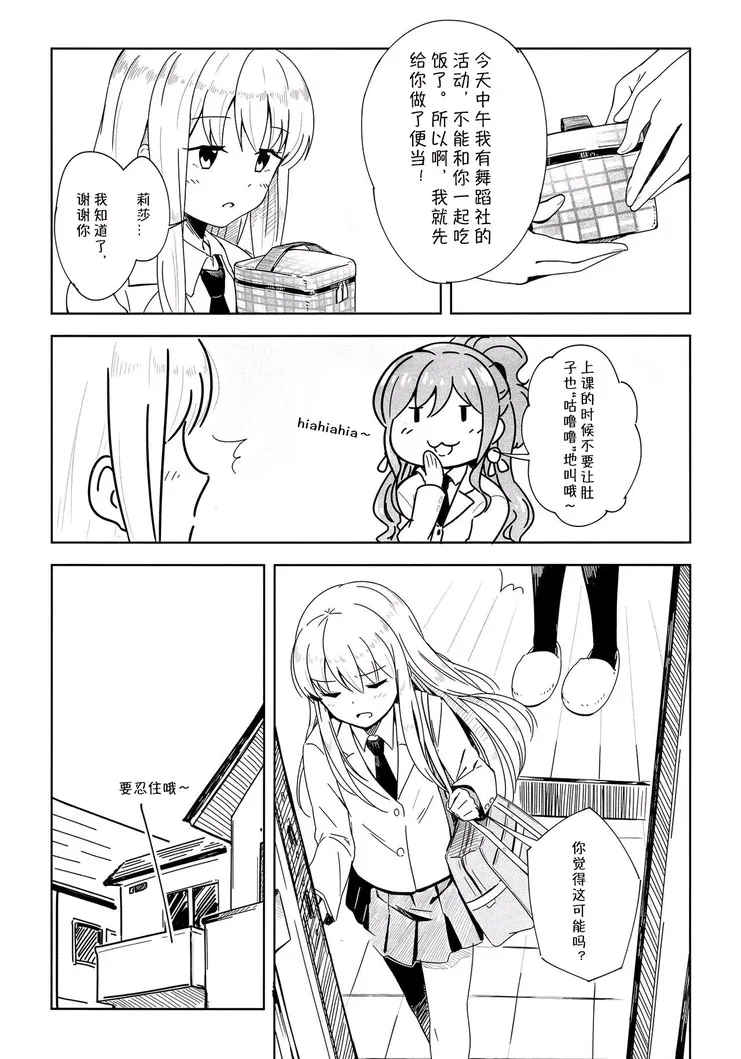 今天中午我有舞蹈社的
活动，不能和你一起吃
饭了。所以啊，我就先
给你做了便当！
莉莎…
我知道了，
谢谢你
上课的时候不要让肚
子也“咕噜噜”地叫哦～
hiahiahia～
你觉得这可能吗？
要忍住哦～